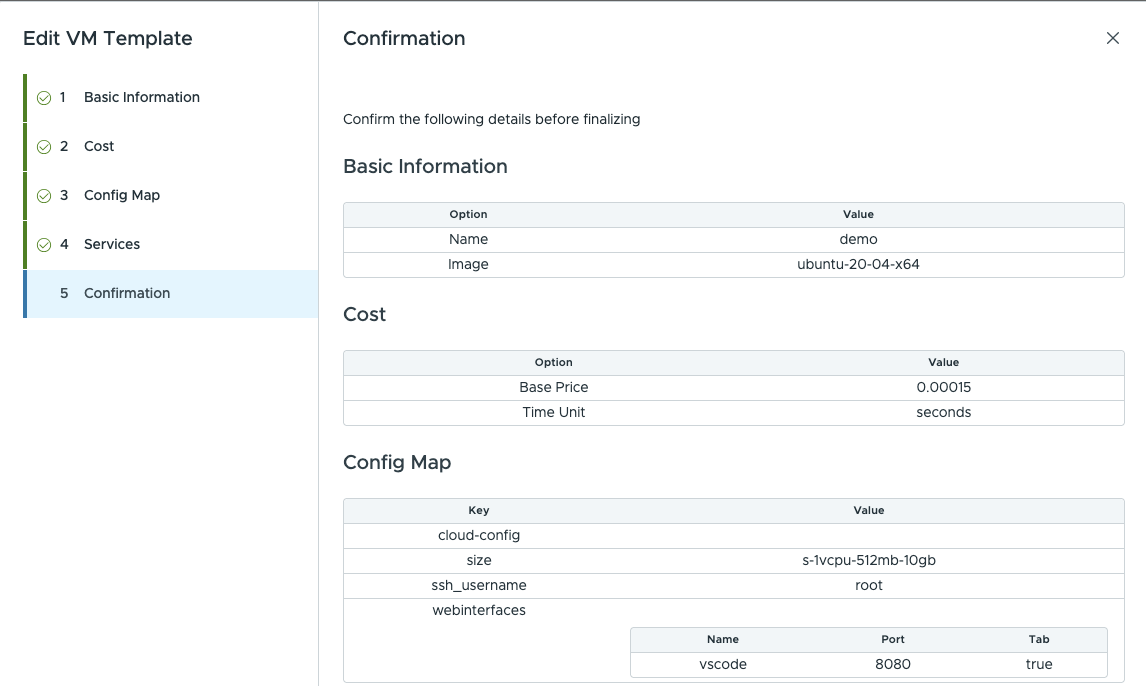 Edit VM Template
1 Basic Information
2 Cost
3 Config Map
4 Services
5 Confirmation
Confirmation
Confirm the following details before finalizing
Basic Information
Option Value
Name demo
Image ubuntu-20-04-x64
Cost
Option Value
Base Price 0.00015
Time Unit seconds
Config Map
Key Value
cloud-config
size s-1vcpu-512mb-10gb
ssh_username root
webinterfaces
Name Port Tab
vscode 8080 true